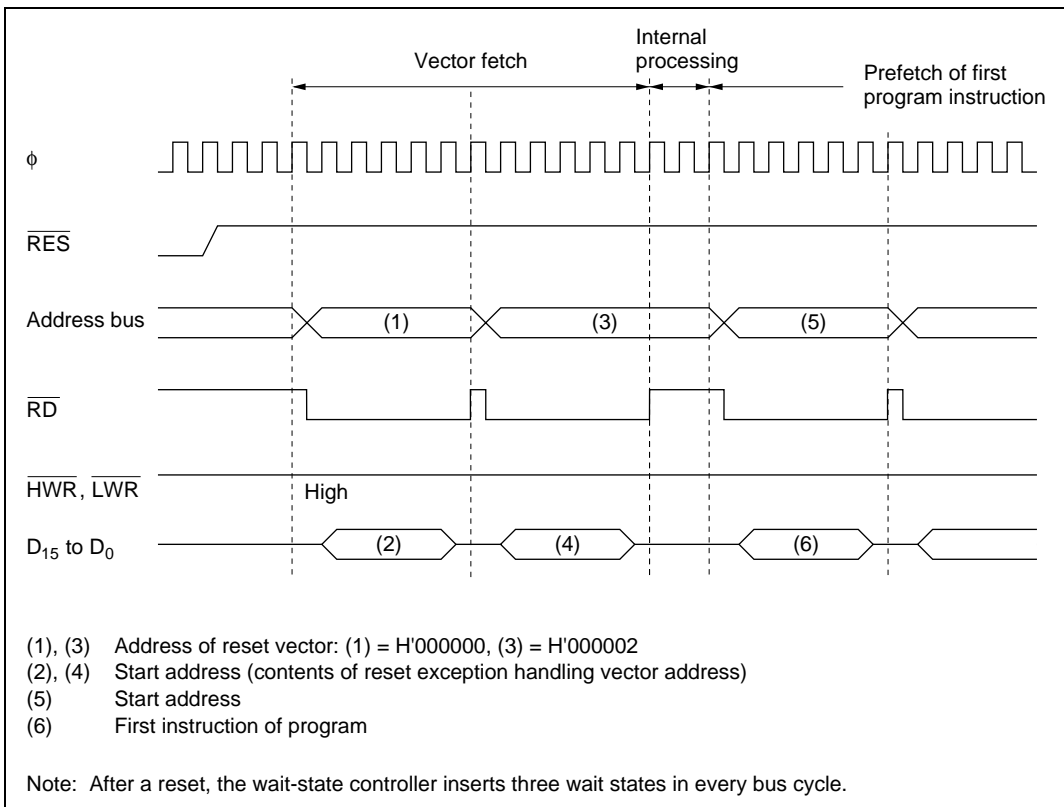 Vector fetch
Internal
processing
Prefetch of first
program instruction
ϕ
RES
Address bus
(1)
(3)
(5)
RD
HWR, LWR
High
D15 to D0
(2)
(4)
(6)
(1), (3) Address of reset vector: (1) = H'000000, (3) = H'000002
(2), (4) Start address (contents of reset exception handling vector address)
(5) Start address
(6) First instruction of program
Note: After a reset, the wait-state controller inserts three wait states in every bus cycle.